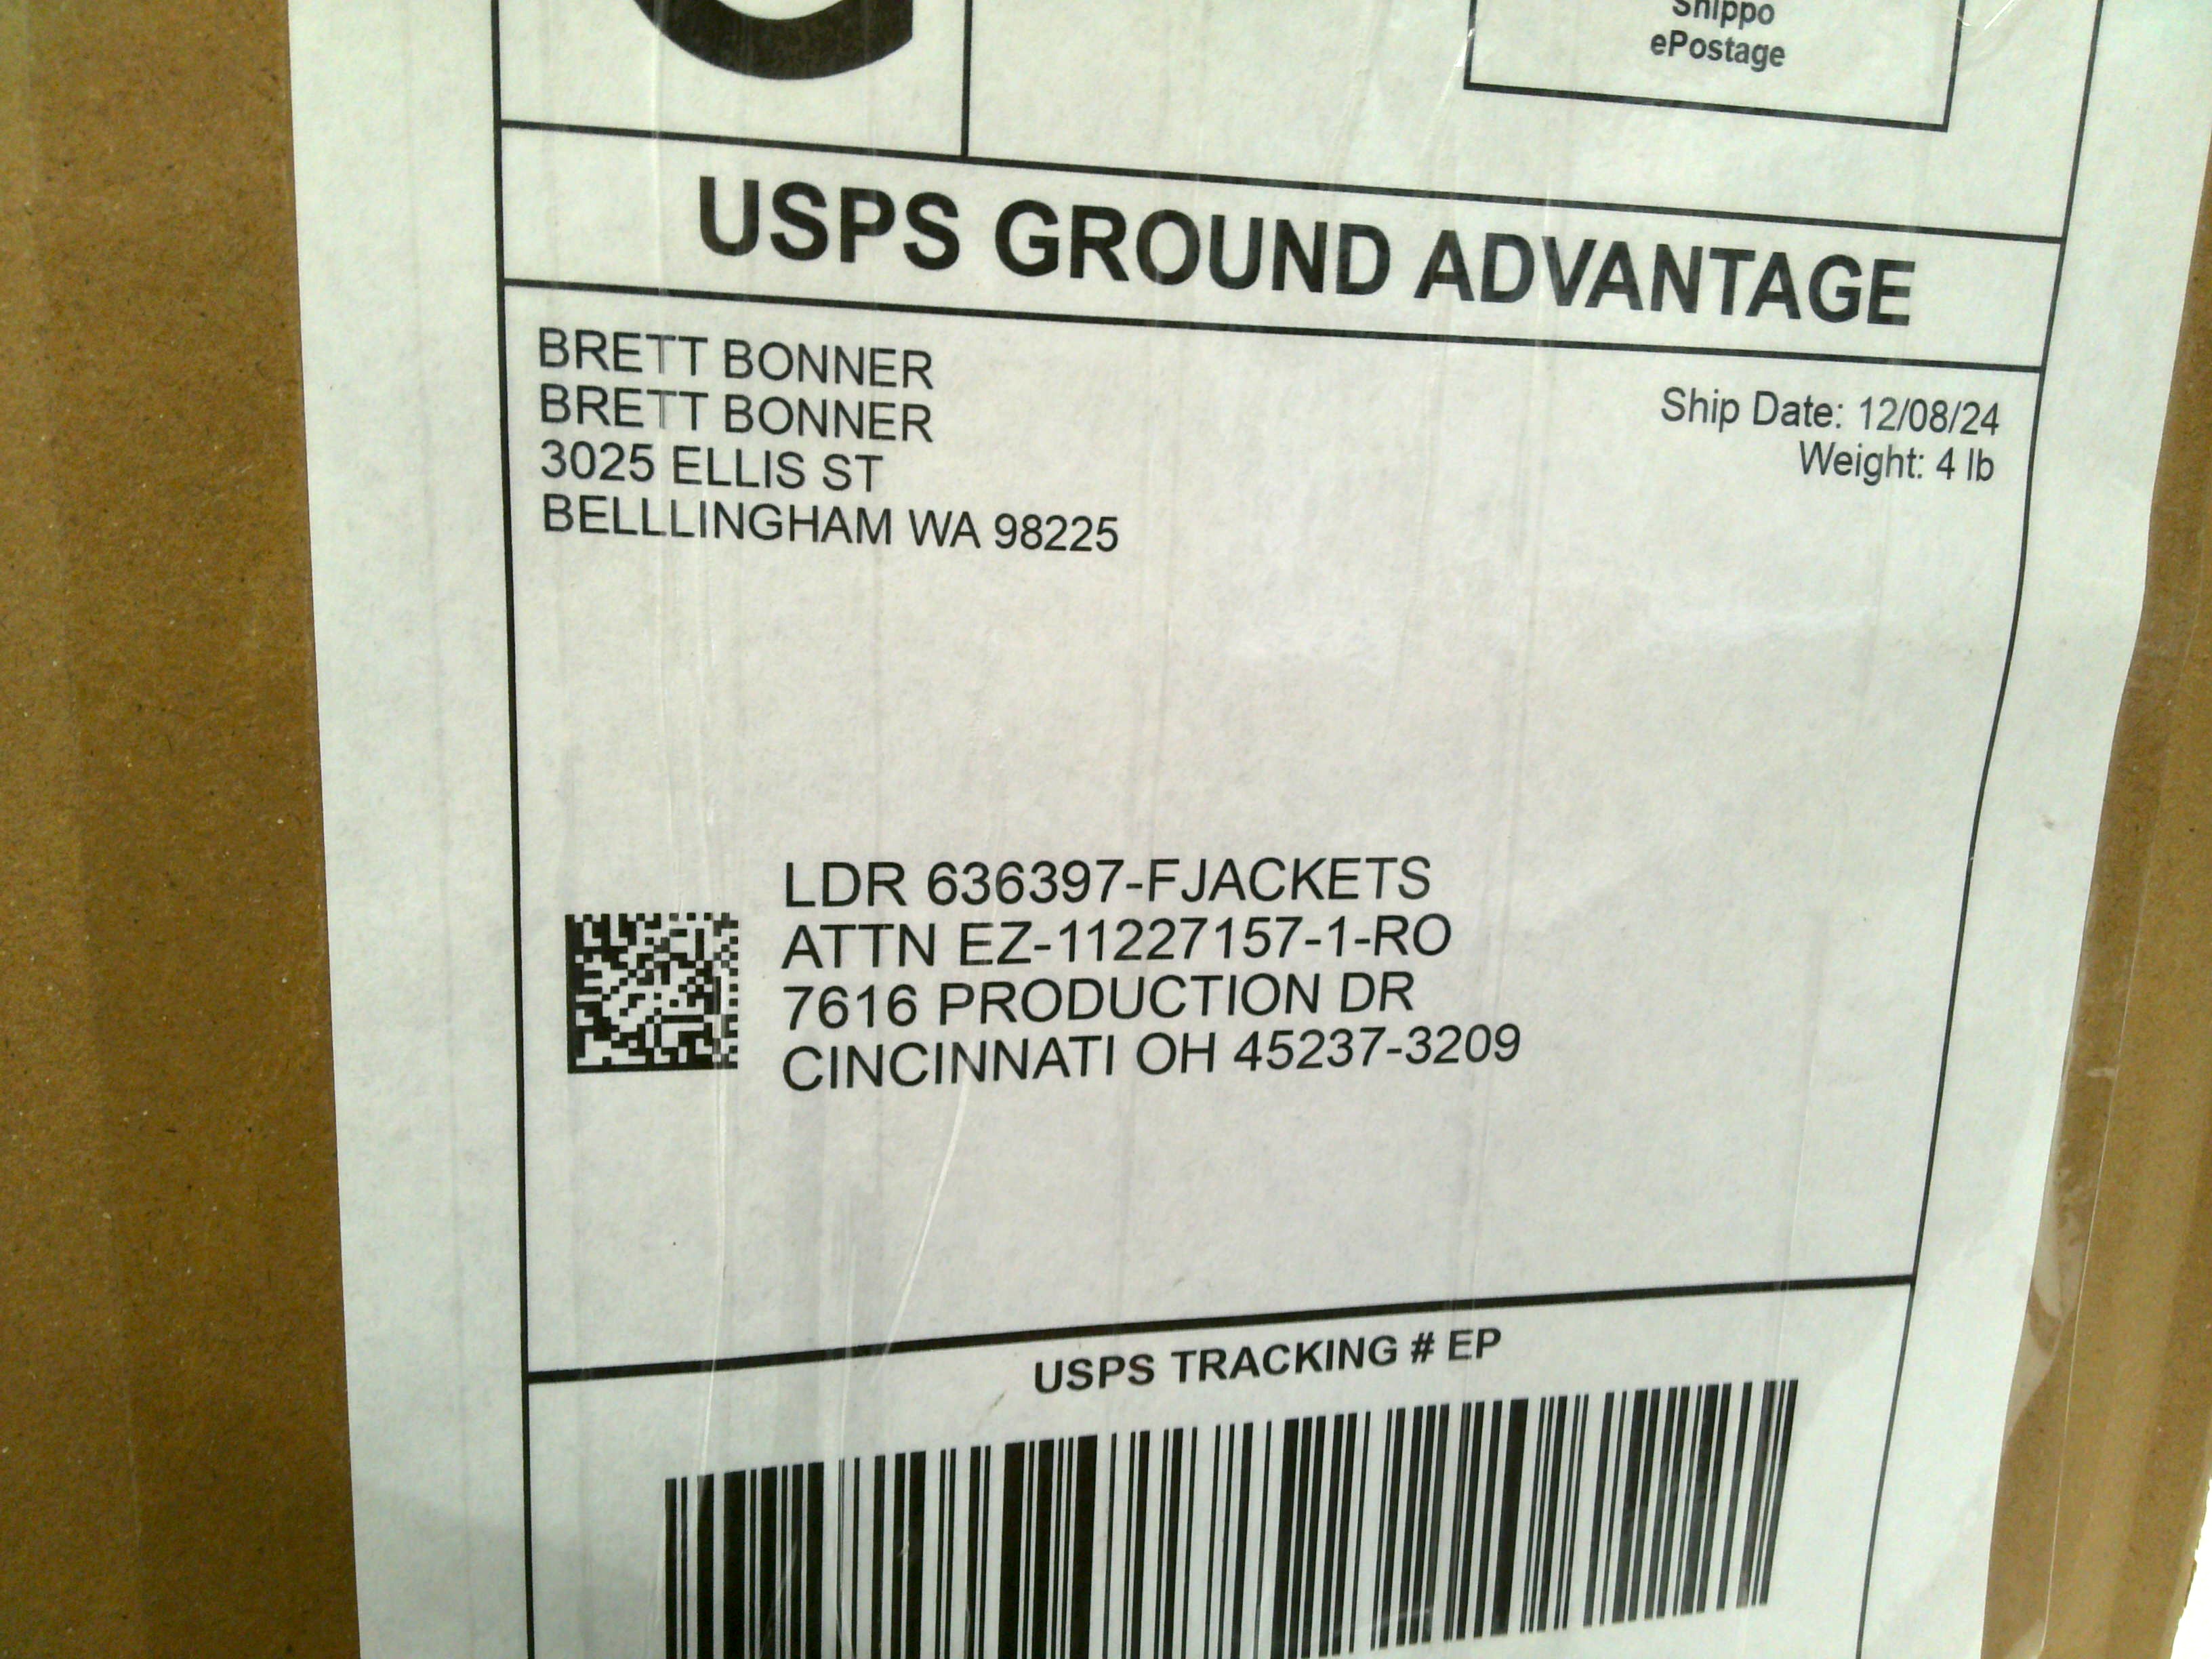 Shippo
ePostage
USPS GROUND ADVANTAGE
BRETT BONNER
BRETT BONNER
3025 ELLIS ST
BELLLINGHAM WA 98225
Ship Date: 12/08/24
Weight: 4 lb
LDR 636397-FJACKETS
ATTN EZ-11227157-1-RO
7616 PRODUCTION DR
CINCINNATI OH 45237-3209
USPS TRACKING # EP